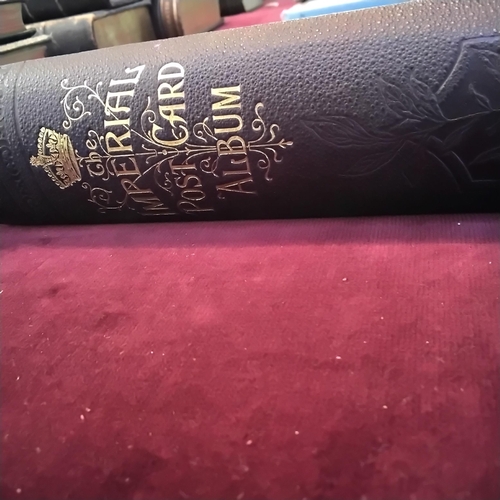 The
IMPERIAL
POST CARD
ALBUM